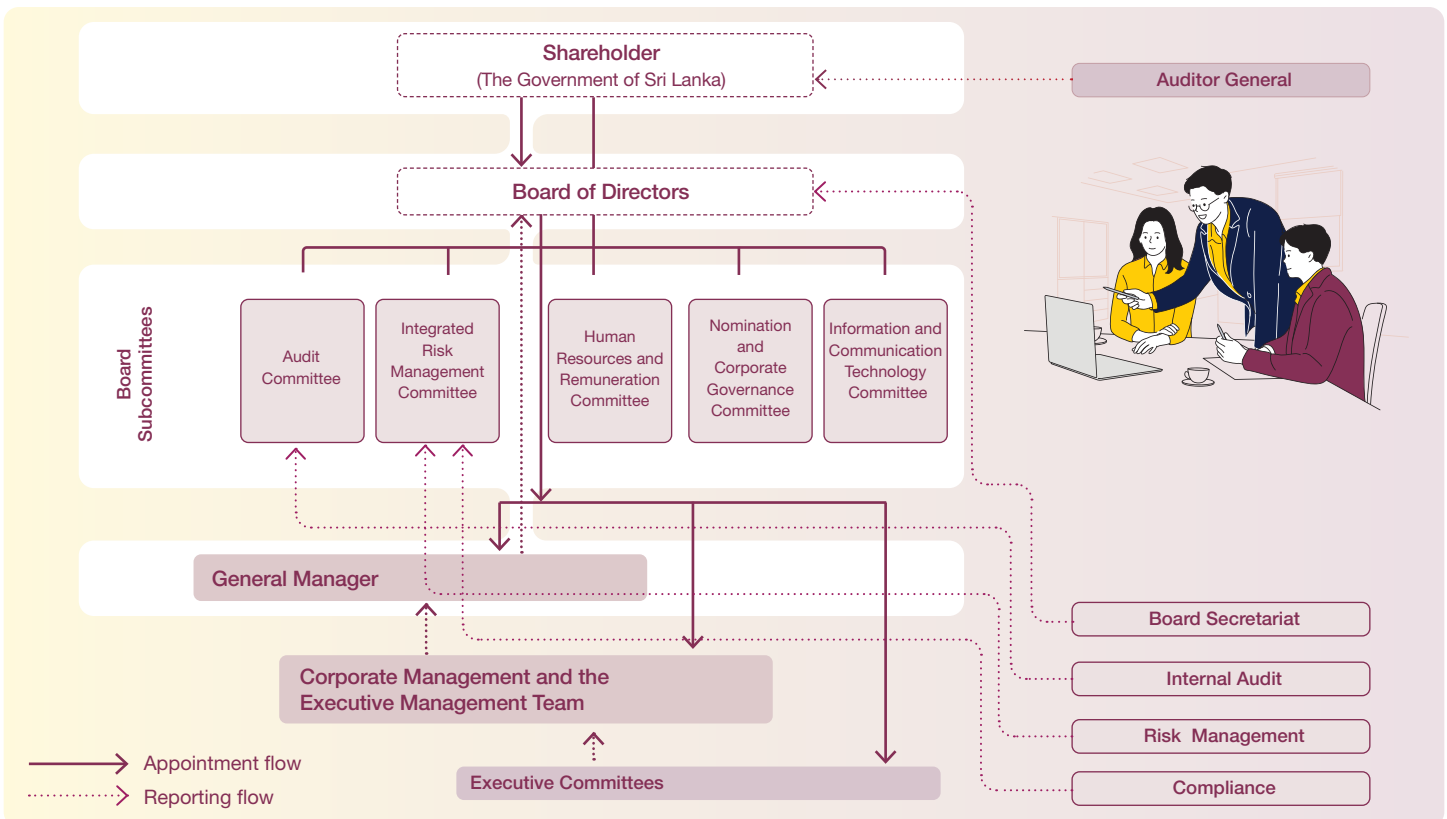 Shareholder
(The Government of Sri Lanka)
Auditor General
Board of Directors
Board
Subcommittees
Audit
Committee
Integrated
Risk
Management
Committee
Human
Resources and
Remuneration
Committee
Nomination
and
Corporate
Governance
Committee
Information and
Communication
Technology
Committee
General Manager
Board Secretariat
Corporate Management and the
Executive Management Team
Internal Audit
Risk Management
Executive Committees
Compliance
Appointment flow
Reporting flow